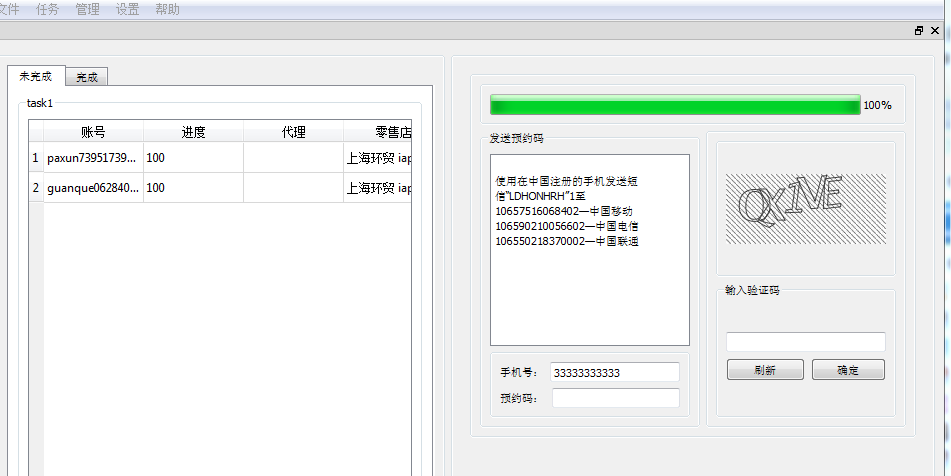 文件 任务 管理 设置 帮助
未完成 完成
task1
账号 进度 代理 零售店
1 paxun73951739... 100 上海环贸 iap
2 guanque062840... 100 上海环贸 iap
100%
发送预约码
使用在中国注册的手机发送短
信“LDHONHRH”1至
10657516068402—中国移动
106590210056602—中国电信
106550218370002—中国联通
手机号: 33333333333
预约码:
输入验证码
刷新 确定